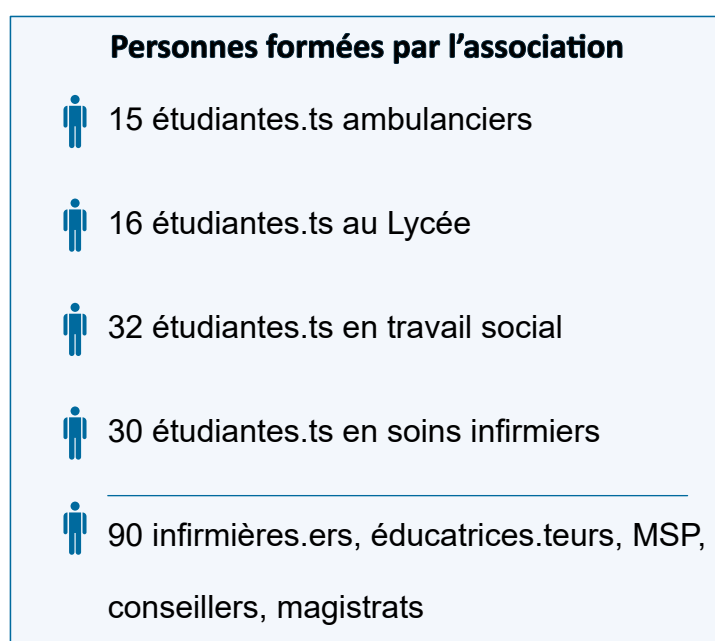 Personnes formées par l’association
15 étudiantes.ts ambulanciers
16 étudiantes.ts au Lycée
32 étudiantes.ts en travail social
30 étudiantes.ts en soins infirmiers
90 infirmières.ers, éducatrices.teurs, MSP,
conseillers, magistrats